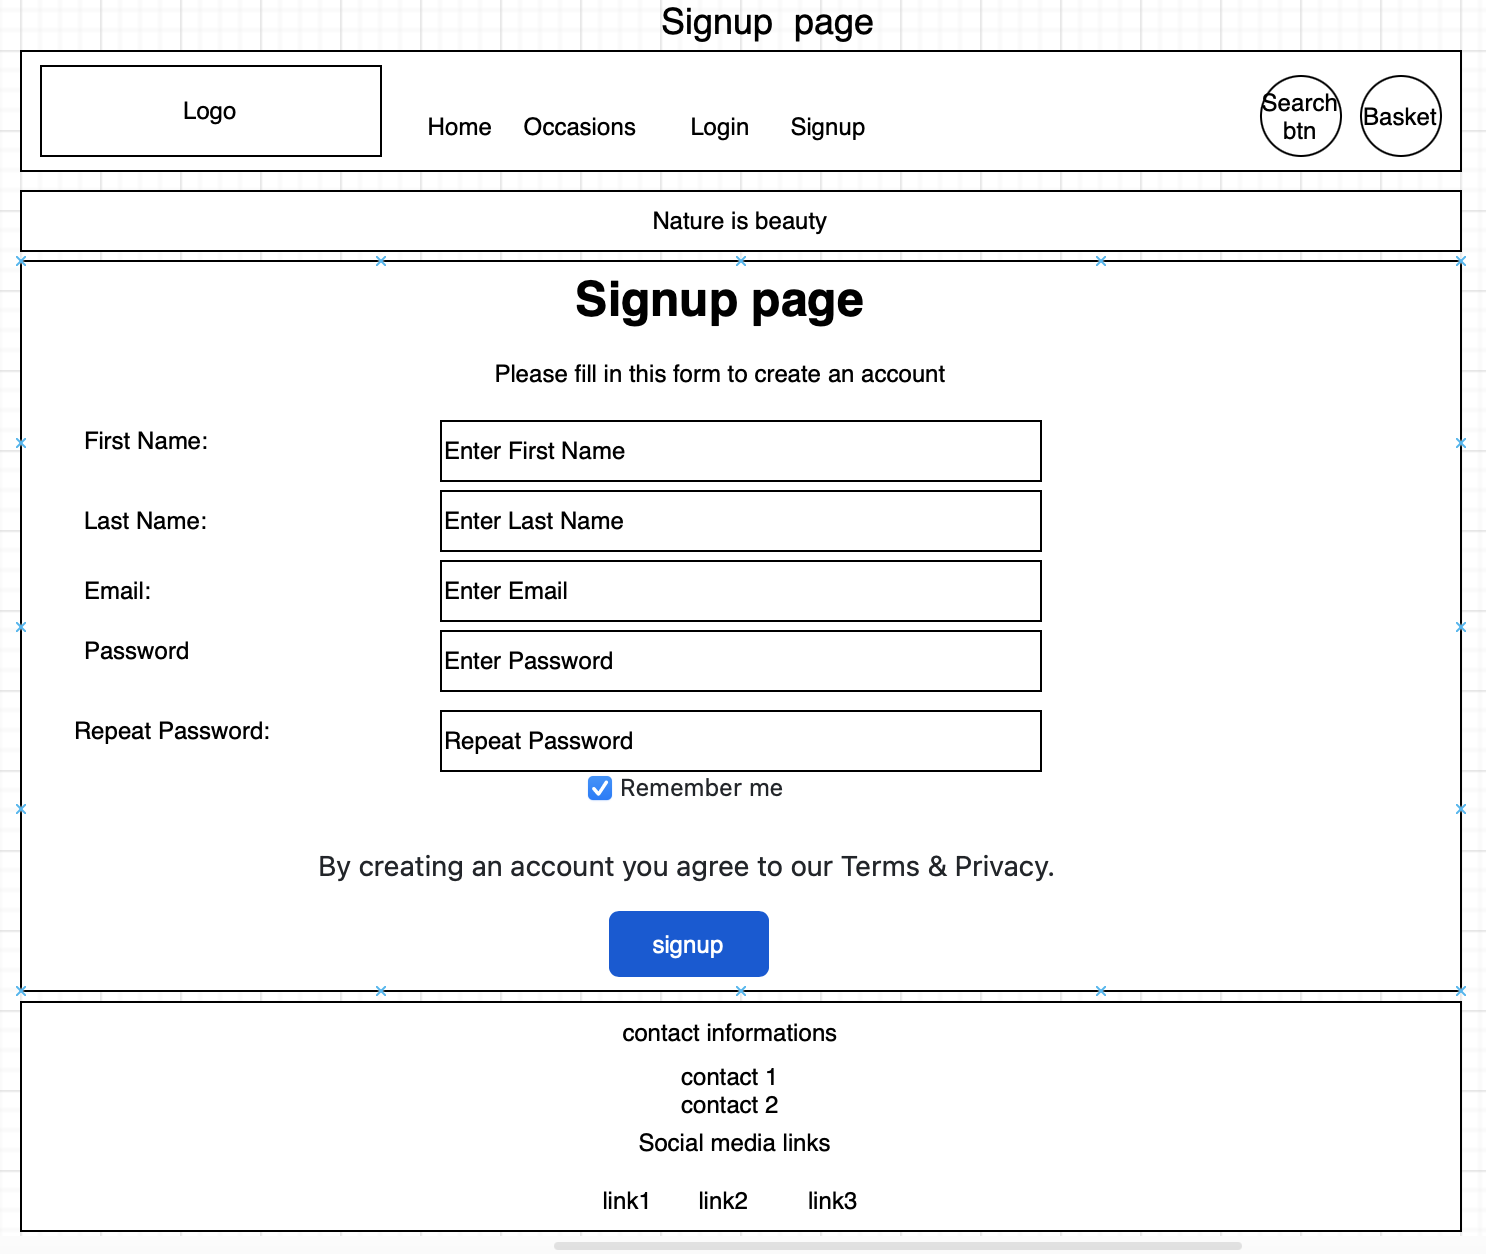 Signup page
Logo
Home Occasions Login Signup
Search
btn
Basket
Nature is beauty
Signup page
Please fill in this form to create an account
First Name:
Enter First Name
Last Name:
Enter Last Name
Email:
Enter Email
Password
Enter Password
Repeat Password:
Repeat Password
Remember me
By creating an account you agree to our Terms & Privacy.
signup
contact informations
contact 1
contact 2
Social media links
link1 link2 link3